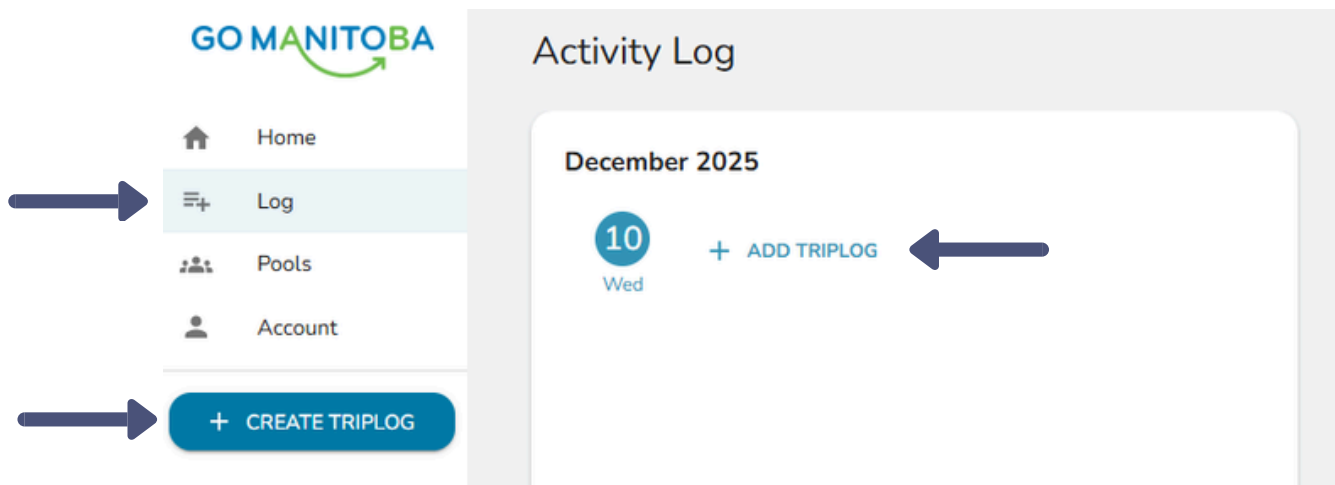 GO MANITOBA
Home
Log
Pools
Account
+ CREATE TRIPLOG
Activity Log
December 2025
10
Wed
+ ADD TRIPLOG